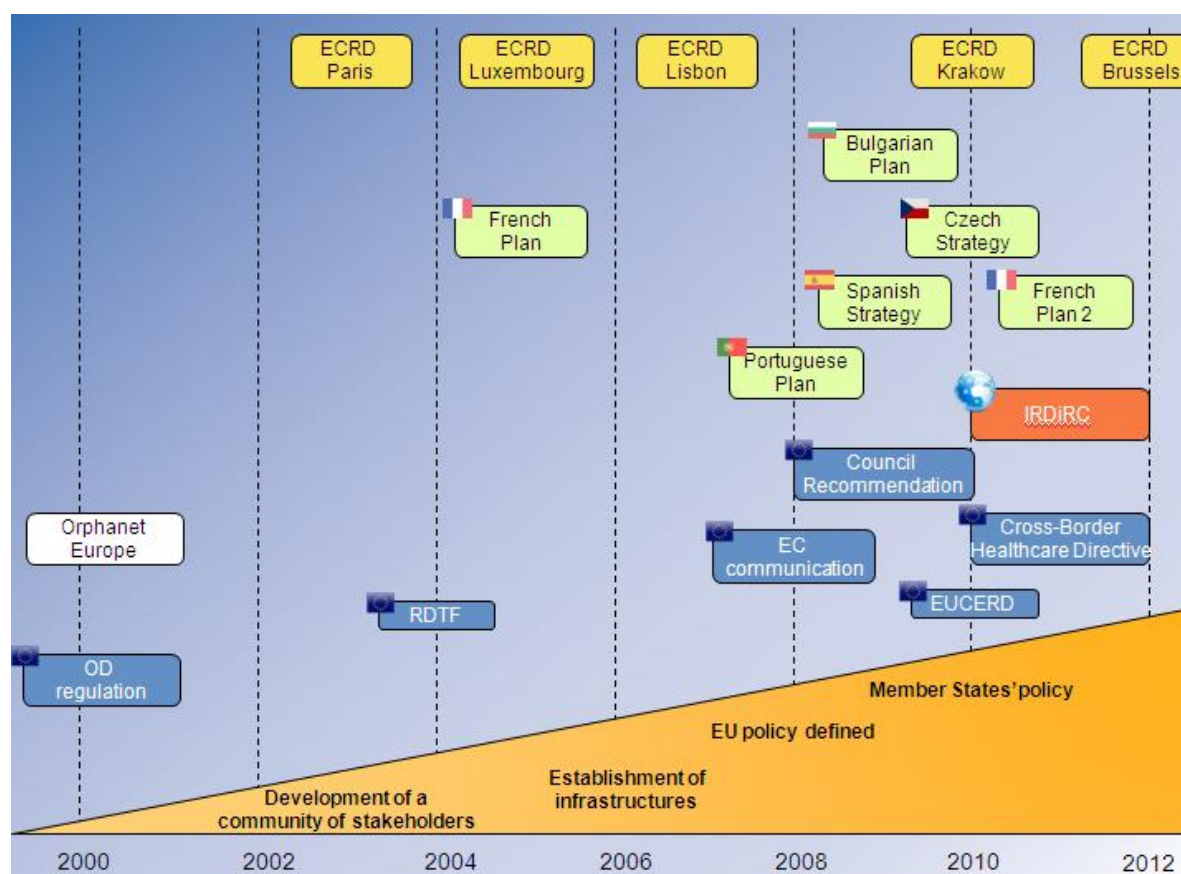 ECRD
Paris
ECRD
Luxembourg
ECRD
Lisbon
ECRD
Krakow
ECRD
Brussels
Bulgarian
Plan
French
Plan
Czech
Strategy
Spanish
Strategy
French
Plan 2
Portuguese
Plan
IRDiRC
Council
Recommendation
Orphanet
Europe
EC
communication
Cross-Border
Healthcare Directive
RDTF
EUCERD
OD
regulation
Member States' policy
EU policy defined
Establishment of
infrastructures
Development of a
community of stakeholders
2000 2002 2004 2006 2008 2010 2012